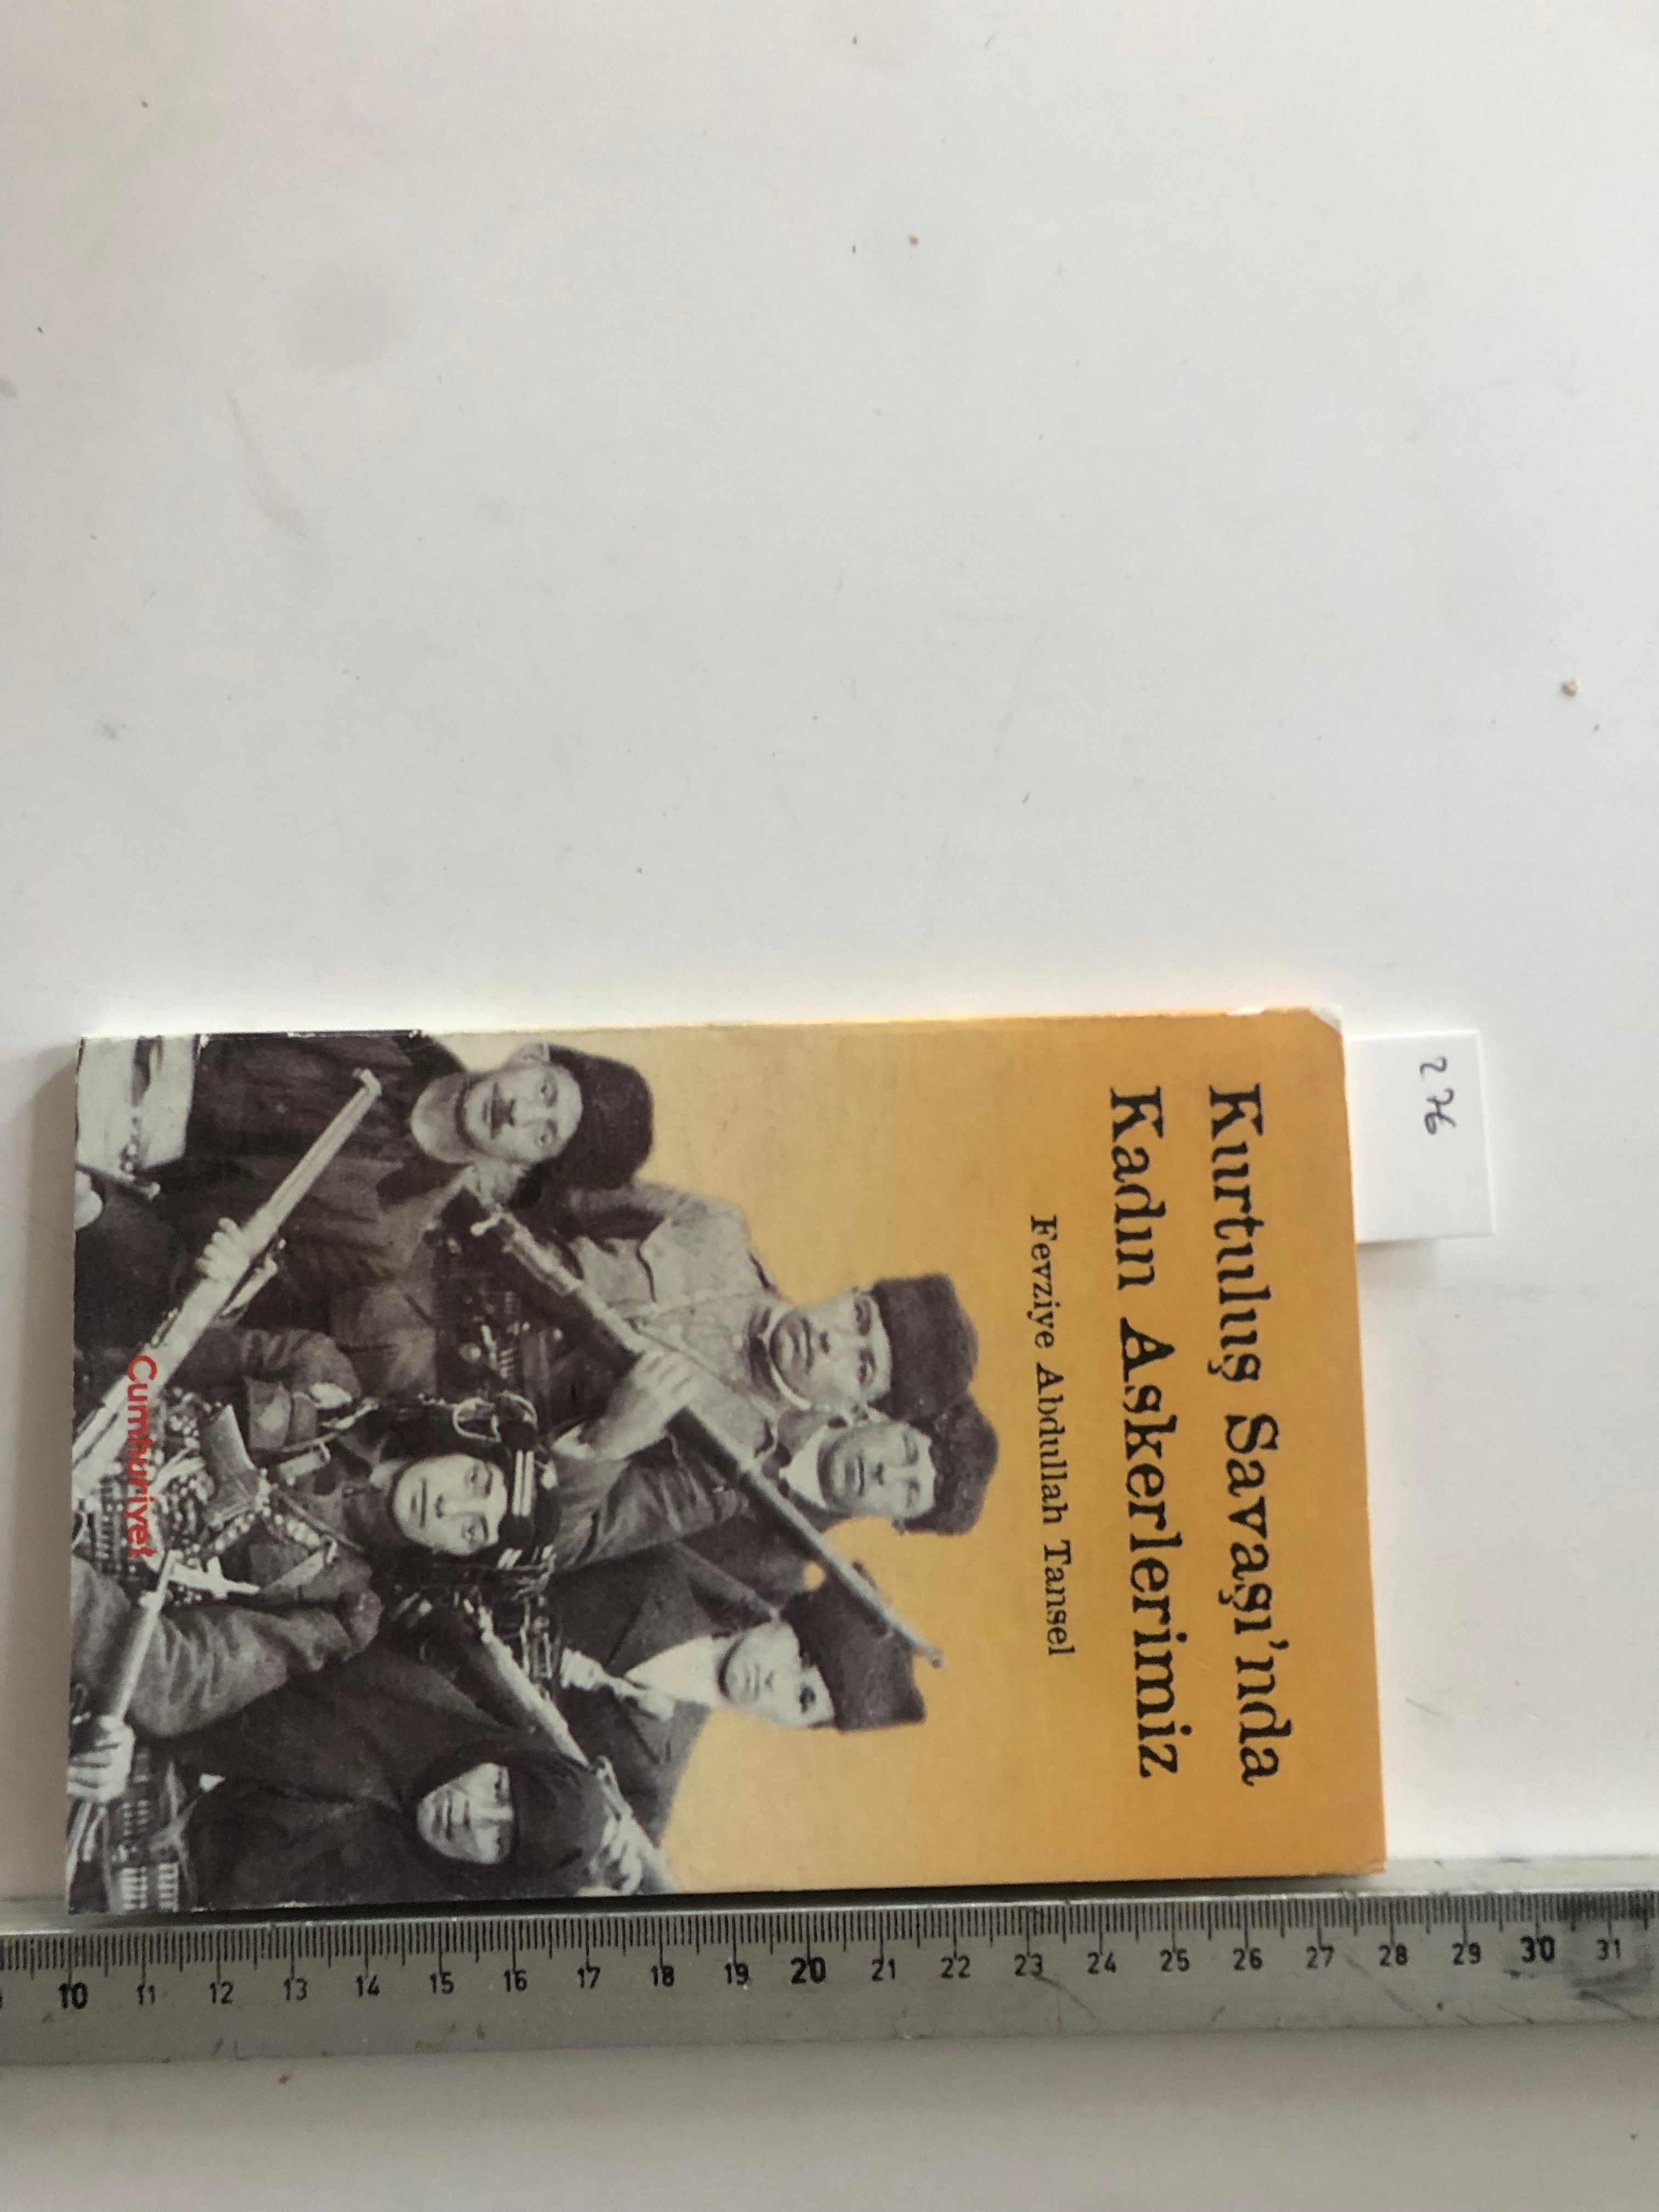 276
Kurtuluş Savaşı'nda
Kadın Askerlerimiz
Fevziye Abdullah Tansel
Cumhuriyet
10 11 12 13 14 15 16 17 18 19 20 21 22 23 24 25 26 27 28 29 30 31